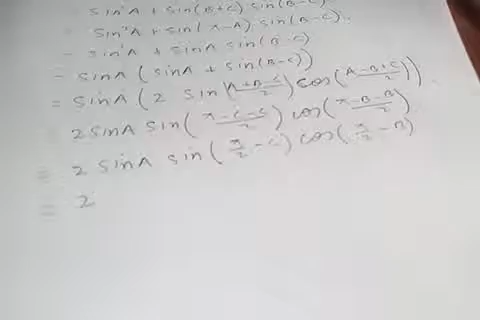 sin²A + sin(B+C) sin(B-C)
= sin²A + sin(π-A) sin(B-C)
= sin²A + sinA sin(B-C)
= sinA (sinA + sin(B-C))
= sinA (2 sin(A+B-C/2) cos(A-B+C/2))
2 sinA sin(π-C-C/2) cos(π-B-B/2)
= 2 sinA sin(π/2 - C) cos(π/2 - B)
= 2